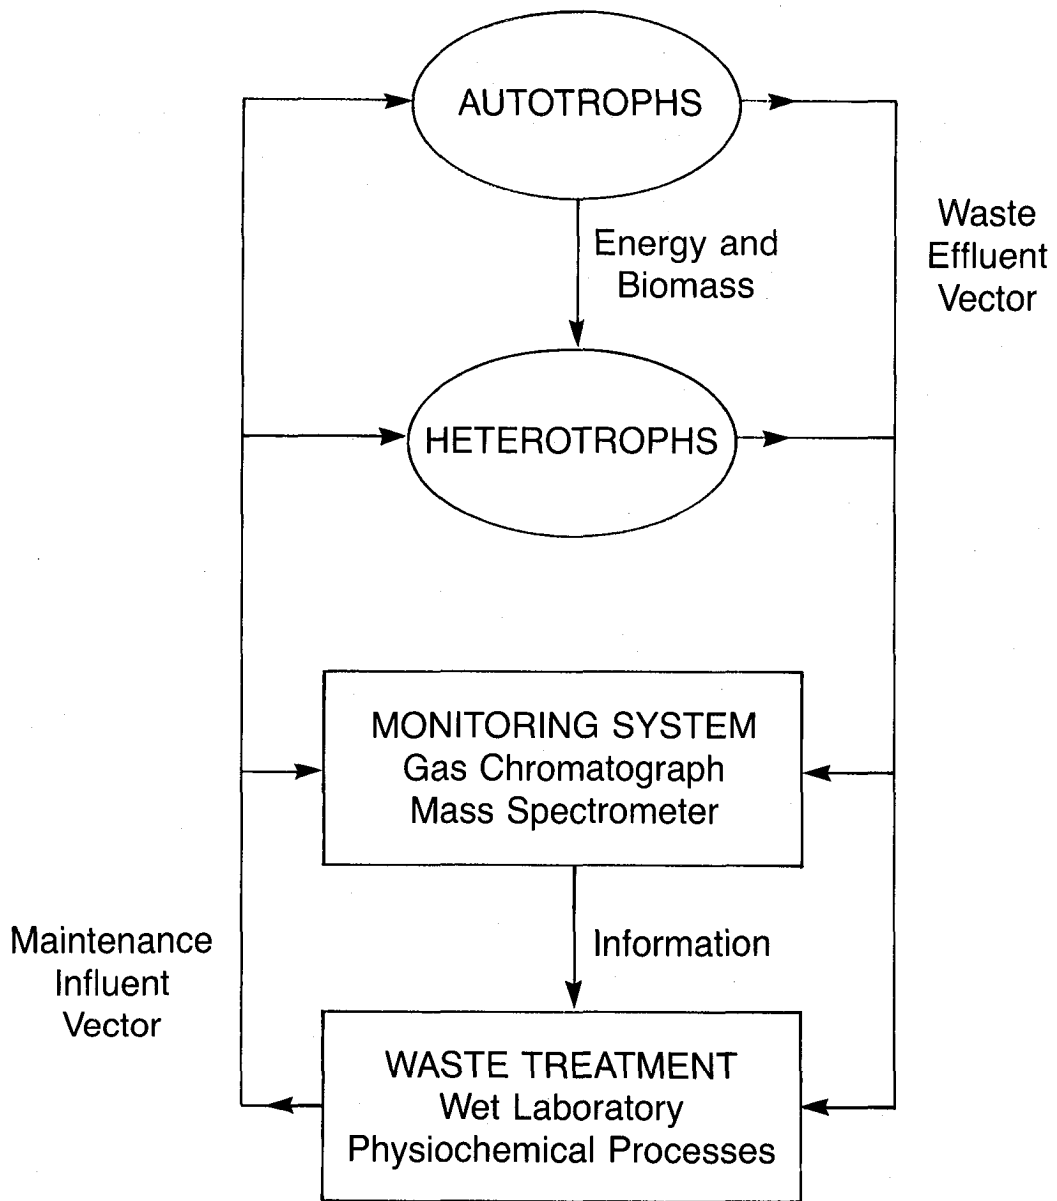 AUTOTROPHS
Energy and
Biomass
Waste
Effluent
Vector
HETEROTROPHS
MONITORING SYSTEM
Gas Chromatograph
Mass Spectrometer
Information
Maintenance
Influent
Vector
WASTE TREATMENT
Wet Laboratory
Physiochemical Processes